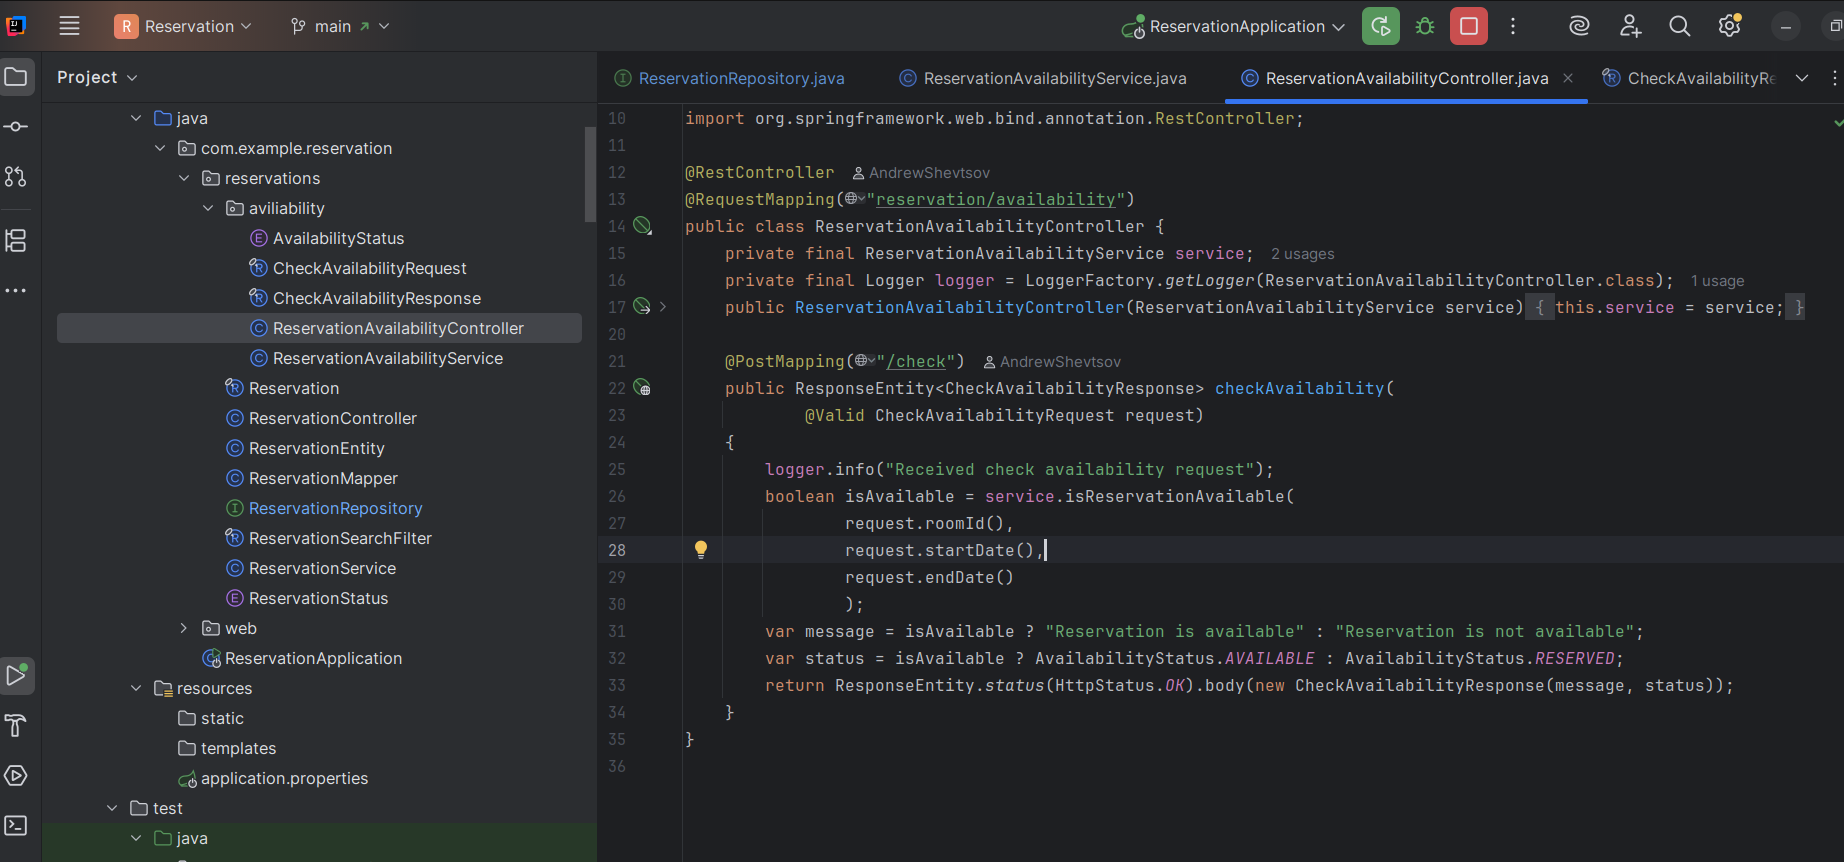 R Reservation main ReservationApplication
Project
ReservationRepository.java ReservationAvailabilityService.java ReservationAvailabilityController.java CheckAvailabilityRe
java
com.example.reservation
reservations
aviliability
E AvailabilityStatus
R CheckAvailabilityRequest
R CheckAvailabilityResponse
C ReservationAvailabilityController
C ReservationAvailabilityService
R Reservation
C ReservationController
C ReservationEntity
C ReservationMapper
I ReservationRepository
R ReservationSearchFilter
C ReservationService
E ReservationStatus
web
ReservationApplication
resources
static
templates
application.properties
test
java
10 import org.springframework.web.bind.annotation.RestController;
11
12 @RestController AndrewShevtsov
13 @RequestMapping("reservation/availability")
14 public class ReservationAvailabilityController {
15 private final ReservationAvailabilityService service; 2 usages
16 private final Logger logger = LoggerFactory.getLogger(ReservationAvailabilityController.class); 1 usage
17 public ReservationAvailabilityController(ReservationAvailabilityService service) { this.service = service; }
20
21 @PostMapping("/check") AndrewShevtsov
22 public ResponseEntity<CheckAvailabilityResponse> checkAvailability(
23 @Valid CheckAvailabilityRequest request)
24 {
25 logger.info("Received check availability request");
26 boolean isAvailable = service.isReservationAvailable(
27 request.roomId(),
28 request.startDate(),
29 request.endDate()
30 );
31 var message = isAvailable ? "Reservation is available" : "Reservation is not available";
32 var status = isAvailable ? AvailabilityStatus.AVAILABLE : AvailabilityStatus.RESERVED;
33 return ResponseEntity.status(HttpStatus.OK).body(new CheckAvailabilityResponse(message, status));
34 }
35 }
36